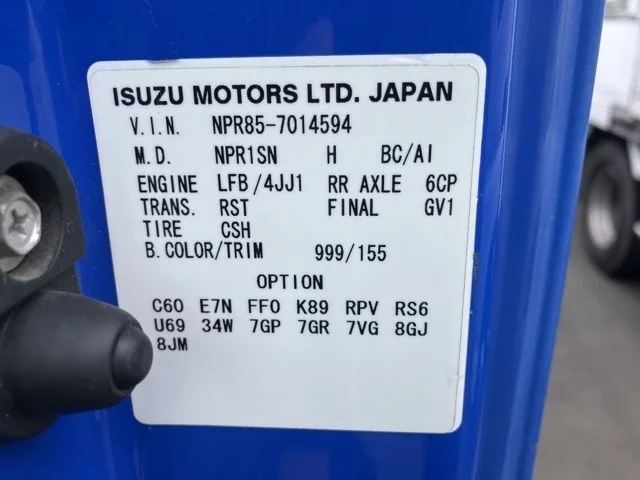 ISUZU MOTORS LTD. JAPAN
V.I.N. NPR85-7014594
M.D. NPR1SN H BC/AI
ENGINE LFB/4JJ1 RR AXLE 6CP
TRANS. RST FINAL GV1
TIRE CSH
B.COLOR/TRIM 999/155
OPTION
C60 E7N FF0 K89 RPV RS6
U69 34W 7GP 7GR 7VG 8GJ
8JM